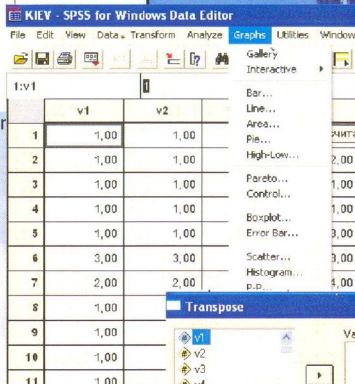 KIEV - SPSS for Windows Data Editor
File Edit View Data Transform Analyze Graphs Utilities Window
Gallery
Interactive
1:v1 1
Bar...
v1 v2
Line...
Area...
1 1,00 1,00
Pie...
2 1,00 1,00 High-Low... 2,00
3 1,00 1,00 Pareto... 1,00
Control...
4 1,00 1,00 1,00
Boxplot...
5 1,00 1,00 Error Bar... 3,00
6 3,00 3,00 Scatter... 3,00
Histogram...
7 2,00 2,00 P-P... 4,00
8 1,00 Transpose
9 1,00 v1
10 1,00 v2
v3
11 1,00